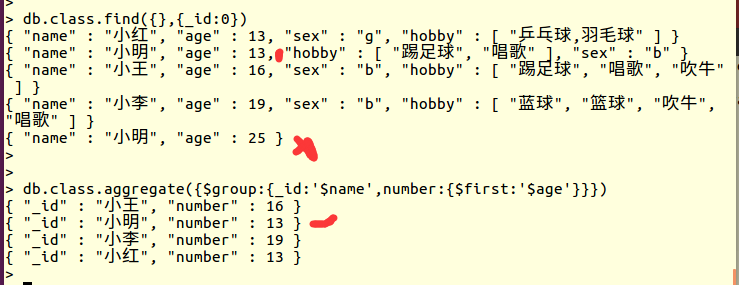 >
> db.class.find({},{_id:0})
{ "name" : "小红", "age" : 13, "sex" : "g", "hobby" : [ "乒乓球,羽毛球" ] }
{ "name" : "小明", "age" : 13, "hobby" : [ "踢足球", "唱歌" ], "sex" : "b" }
{ "name" : "小王", "age" : 16, "sex" : "b", "hobby" : [ "踢足球", "唱歌", "吹牛"
] }
{ "name" : "小李", "age" : 19, "sex" : "b", "hobby" : [ "蓝球", "篮球", "吹牛",
"唱歌" ] }
{ "name" : "小明", "age" : 25 }
>
>
> db.class.aggregate({$group:{_id:'$name',number:{$first:'$age'}}})
{ "_id" : "小王", "number" : 16 }
{ "_id" : "小明", "number" : 13 }
{ "_id" : "小李", "number" : 19 }
{ "_id" : "小红", "number" : 13 }
>